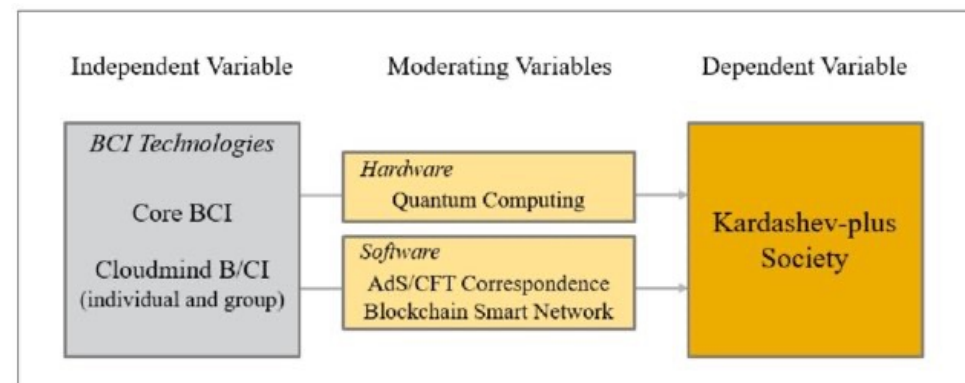 Independent Variable
Moderating Variables
Dependent Variable
BCI Technologies
Core BCI
Cloudmind B/CI
(individual and group)
Hardware
Quantum Computing
Software
AdS/CFT Correspondence
Blockchain Smart Network
Kardashev-plus
Society